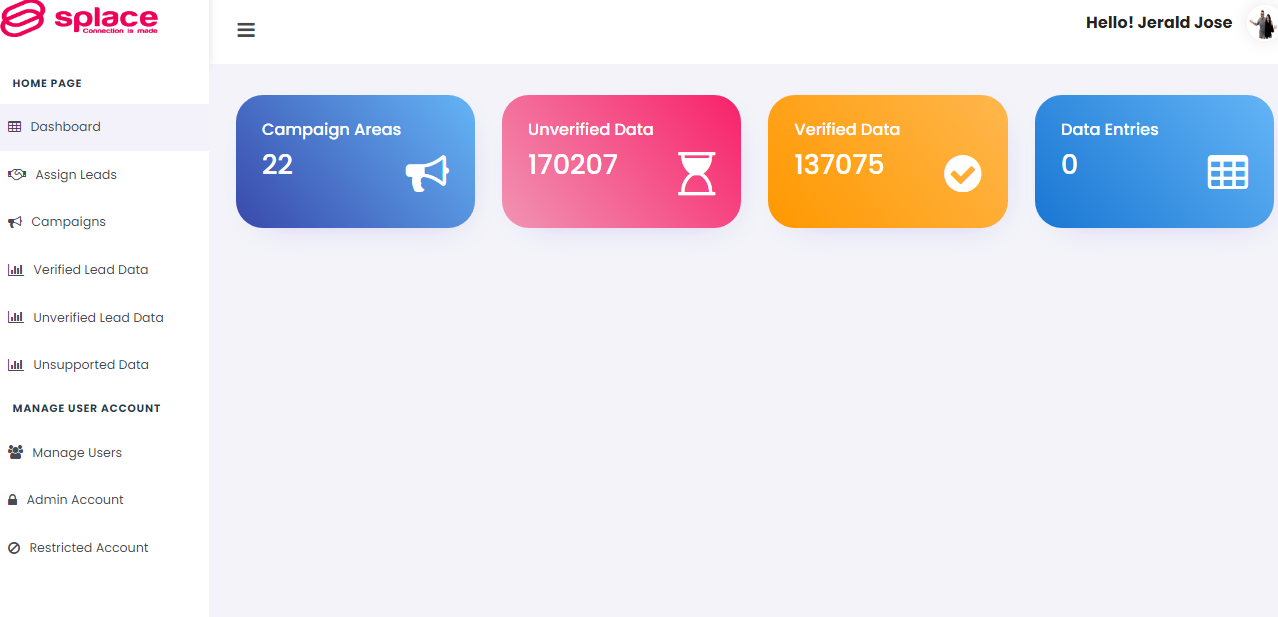 splace
Connection is made
Hello! Jerald Jose
HOME PAGE
Dashboard
Assign Leads
Campaigns
Verified Lead Data
Unverified Lead Data
Unsupported Data
MANAGE USER ACCOUNT
Manage Users
Admin Account
Restricted Account
Campaign Areas
22
Unverified Data
170207
Verified Data
137075
Data Entries
0